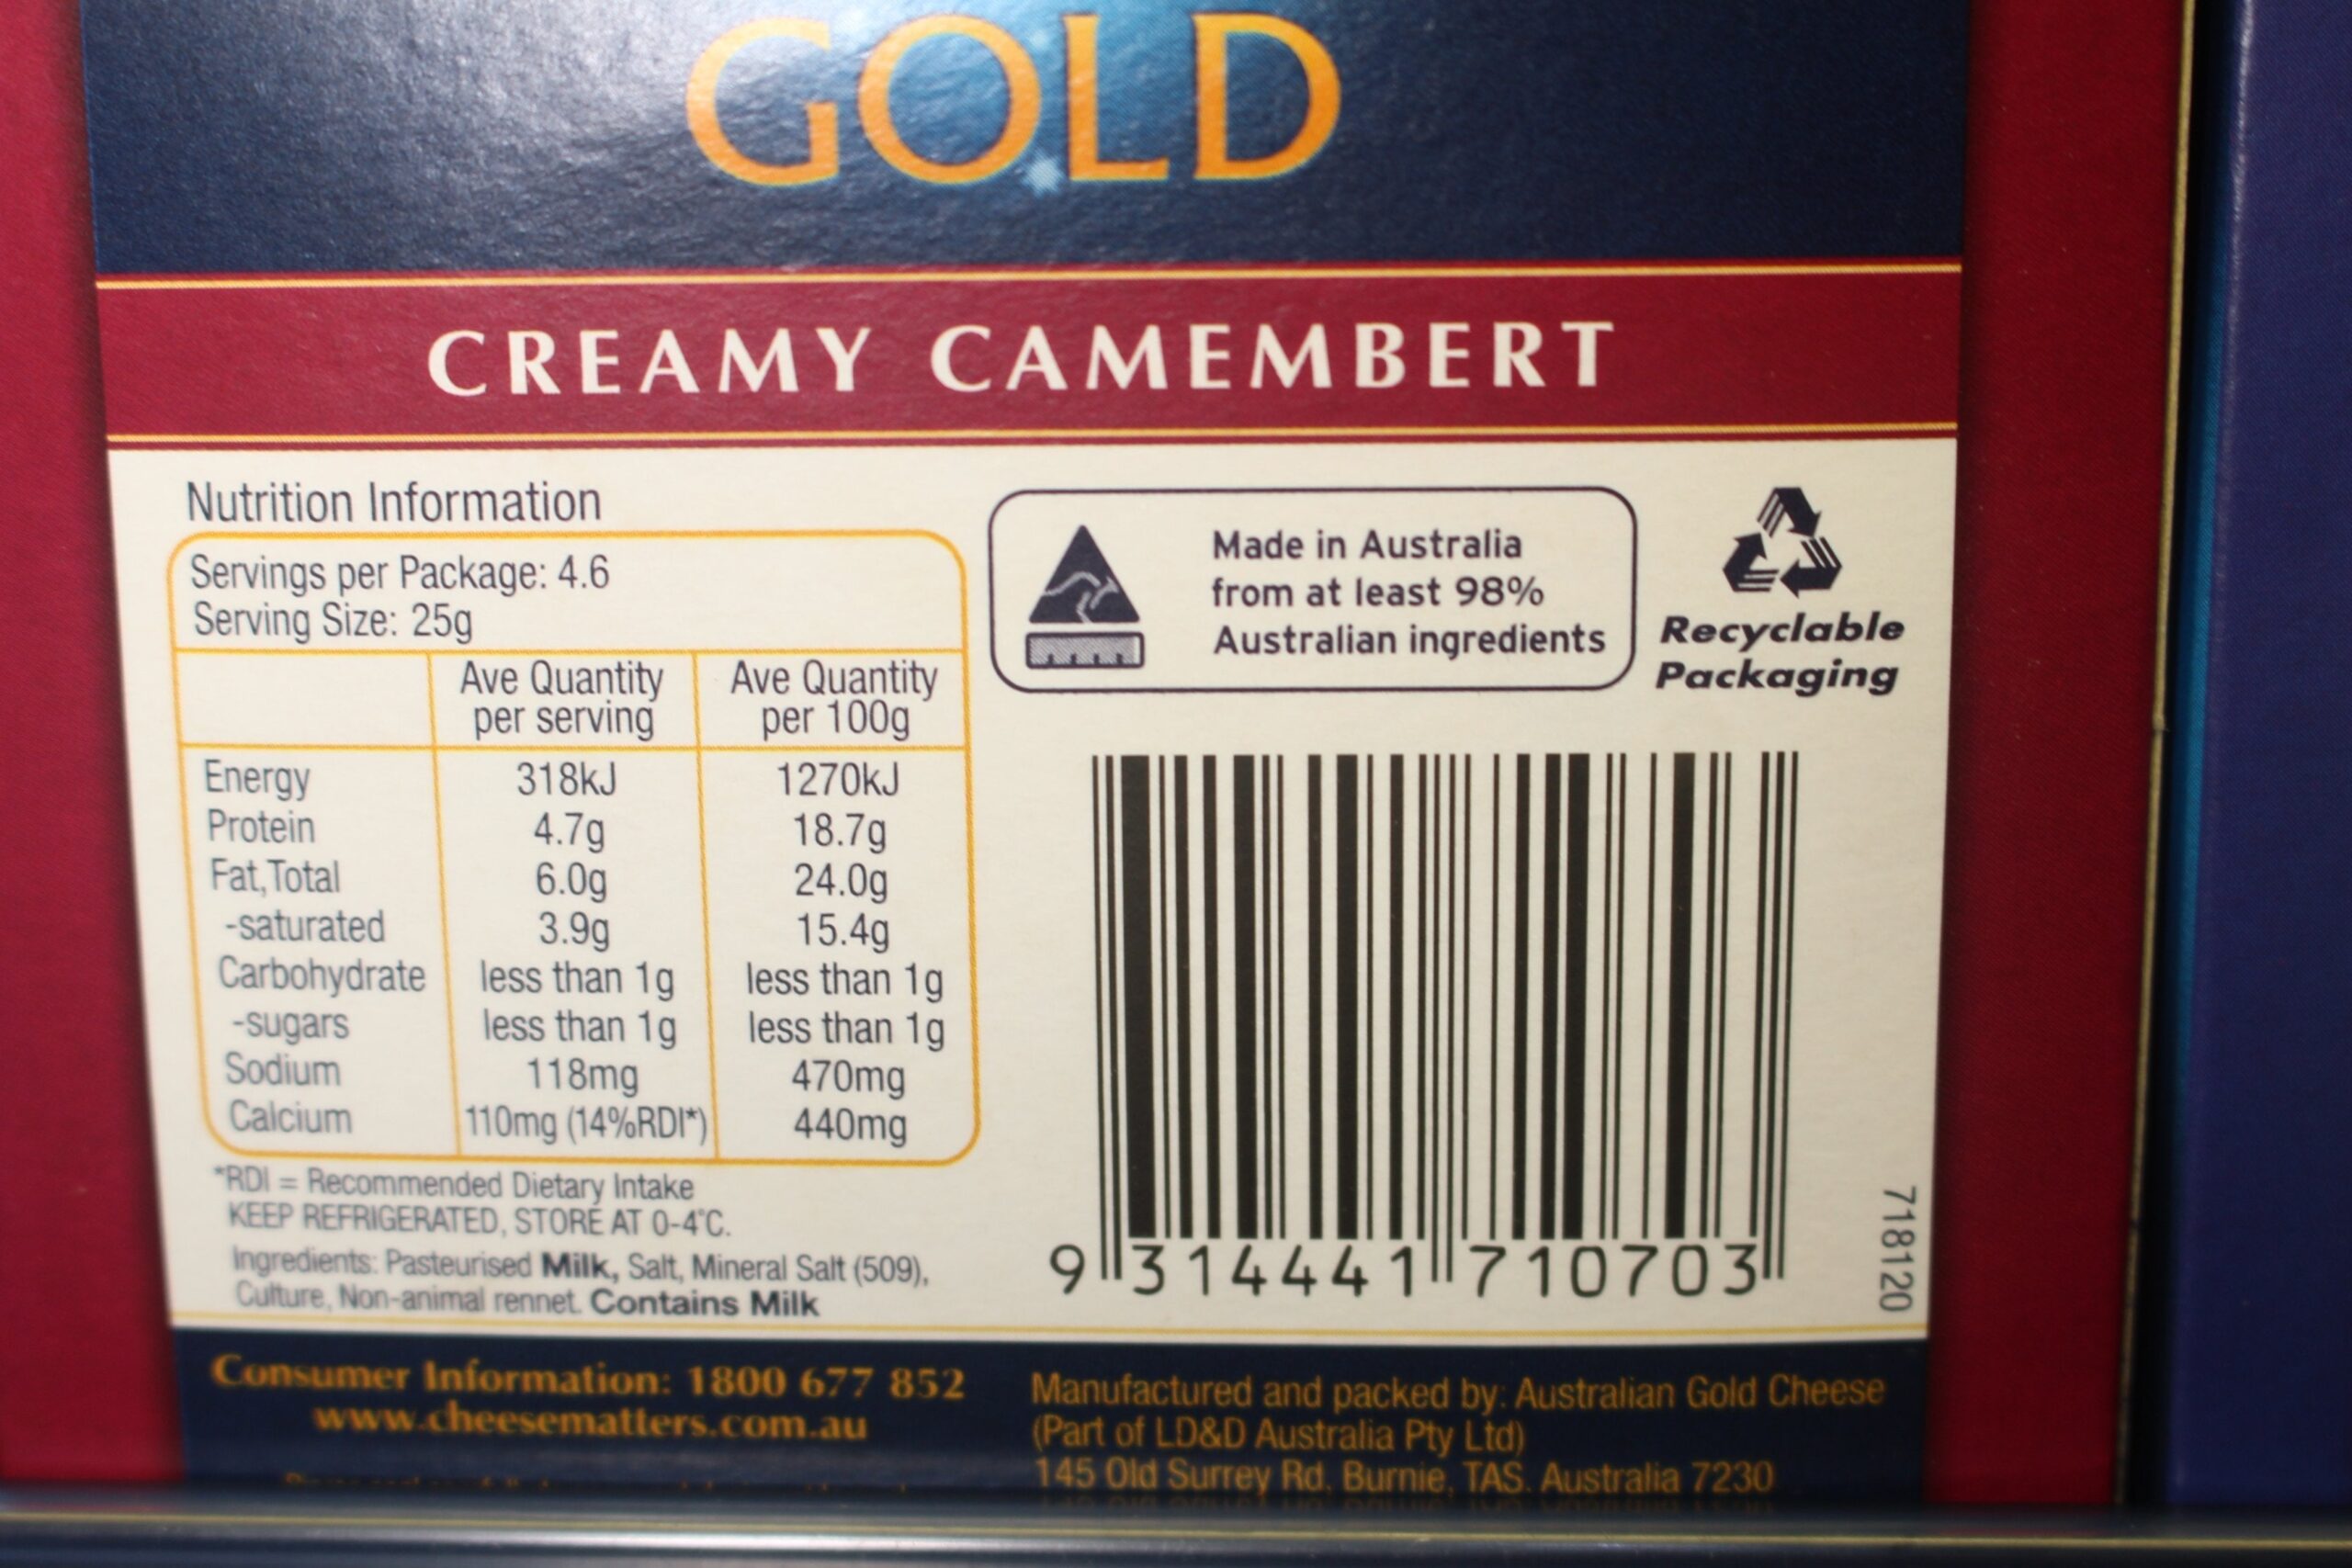 GOLD
CREAMY CAMEMBERT
Nutrition Information
Servings per Package: 4.6
Serving Size: 25g
Ave Quantity per serving Ave Quantity per 100g
Energy 318kJ 1270kJ
Protein 4.7g 18.7g
Fat,Total 6.0g 24.0g
-saturated 3.9g 15.4g
Carbohydrate less than 1g less than 1g
-sugars less than 1g less than 1g
Sodium 118mg 470mg
Calcium 110mg (14%RDI*) 440mg
*RDI = Recommended Dietary Intake
KEEP REFRIGERATED, STORE AT 0-4°C.
Ingredients: Pasteurised Milk, Salt, Mineral Salt (509),
Culture, Non-animal rennet. Contains Milk
Made in Australia
from at least 98%
Australian ingredients
Recyclable
Packaging
9 314441 710703
718120
Consumer Information: 1800 677 852
www.cheesematters.com.au
Manufactured and packed by: Australian Gold Cheese
(Part of LD&D Australia Pty Ltd)
145 Old Surrey Rd, Burnie, TAS. Australia 7230